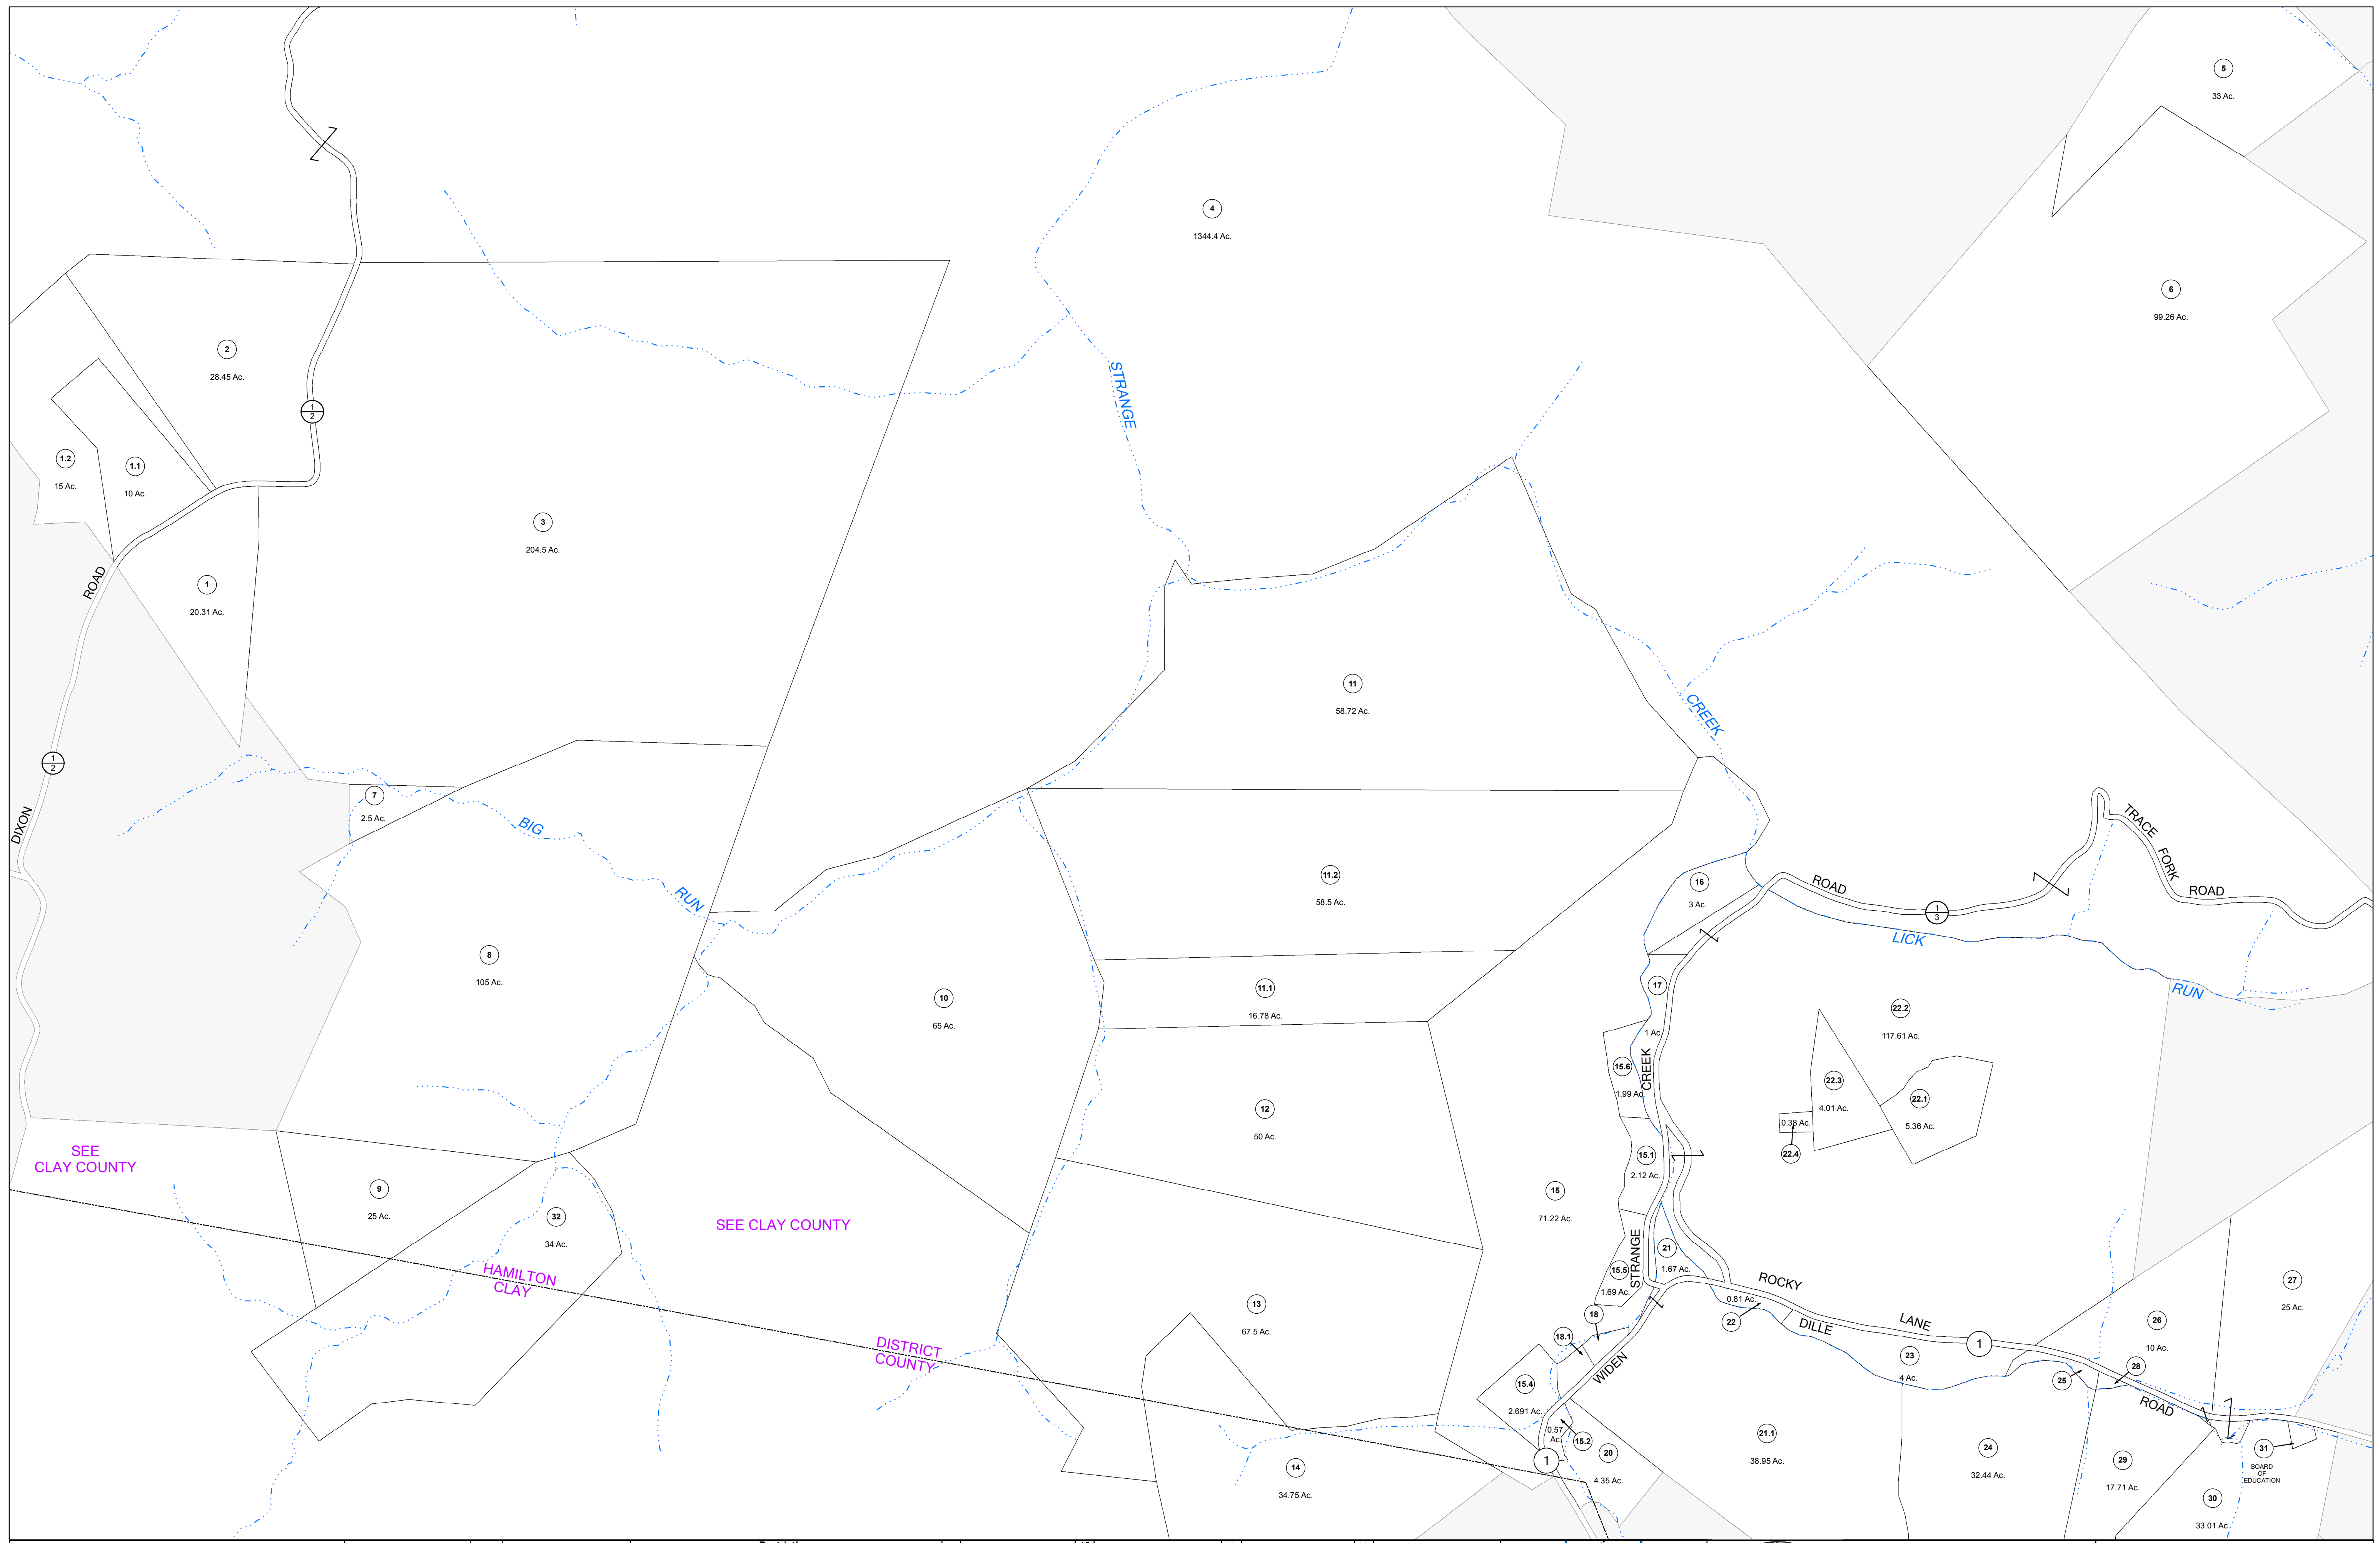 5
33 Ac.
4
1344.4 Ac.
6
99.26 Ac.
2
28.45 Ac.
1
2
STRANGE
1.2
15 Ac.
1.1
10 Ac.
3
204.5 Ac.
ROAD
1
20.31 Ac.
11
58.72 Ac.
CREEK
1
2
DIXON
7
2.5 Ac.
BIG
RUN
TRACE
FORK
ROAD
11.2
58.5 Ac.
16
3 Ac.
ROAD
1
3
LICK
RUN
8
105 Ac.
10
65 Ac.
11.1
16.78 Ac.
17
1 Ac.
22.2
117.61 Ac.
15.6
1.99 Ac.
CREEK
22.3
4.01 Ac.
22.1
5.36 Ac.
12
50 Ac.
22.4
SEE
CLAY COUNTY
15.1
2.12 Ac.
9
25 Ac.
32
34 Ac.
SEE CLAY COUNTY
15
71.22 Ac.
STRANGE
21
1.67 Ac.
15.5
1.69 Ac.
HAMILTON
CLAY
ROCKY
LANE
0.81 Ac.
22
DILLE
27
25 Ac.
13
67.5 Ac.
18
18.1
DISTRICT
COUNTY
1
26
10 Ac.
23
4 Ac.
28
25
WIDEN
15.4
2.691 Ac.
ROAD
0.57
Ac.
15.2
1
20
4.35 Ac.
21.1
38.95 Ac.
24
32.44 Ac.
29
17.71 Ac.
31
BOARD
OF
EDUCATION
14
34.75 Ac.
30
33.01 Ac.